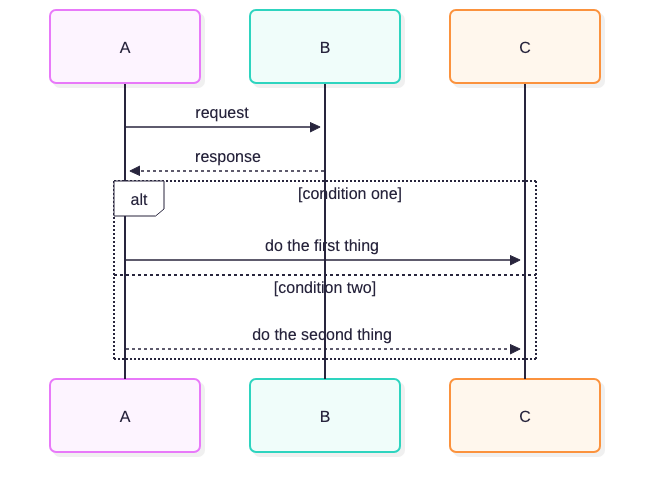 A
B
C
request
response
alt
[condition one]
do the first thing
[condition two]
do the second thing
A
B
C